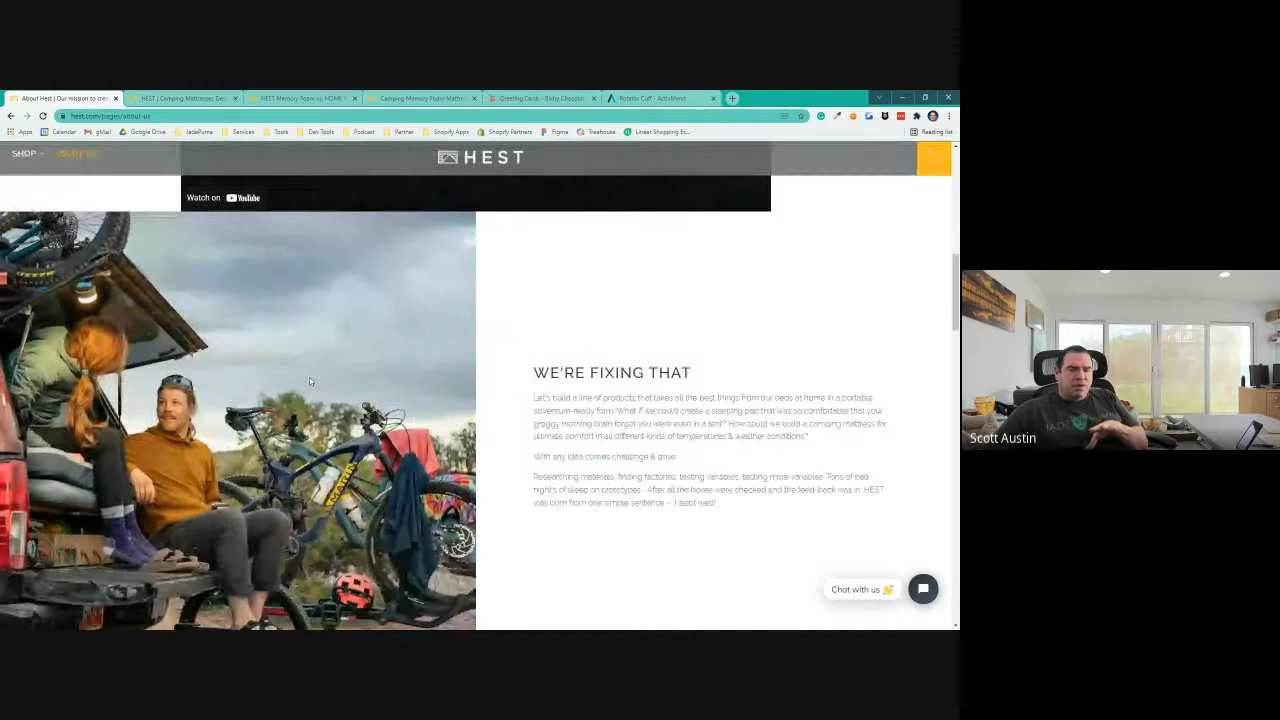 About Hest | Our mission to cre
HEST | Camping Mattresses De
HEST Memory Foam vs. HOME
Camping Memory Foam Mattre
Greeting Cards - Bixby Chocolat
Rotator Cuff - ActivMend
hest.com/pages/about-us
Apps
Calendar
gMail
Google Drive
JadePuma
Services
Tools
Dev Tools
Podcast
Partner
Shopify Apps
Shopify Partners
Figma
Treehouse
Linear Shopping Ex...
Reading list
SHOP
HEST
Watch on YouTube
WE'RE FIXING THAT
Let's build a line of products that takes all the best things from our beds at home in a portable
adventure-ready form. What if we could create a sleeping pad that was so comfortable that your
groggy morning brain forgot you were even in a tent? How could we build a camping mattress for
ultimate comfort in all different kinds of temperatures & weather conditions?
With any idea comes challenge & drive.
Researching materials, finding factories, testing variables, testing more variables. Tons of bad
night's of sleep on prototypes. After all the boxes were checked and the feed-back was in, HEST
was born from one simple sentence - "I slept well!
MARIN
Chat with us 👋
Scott Austin